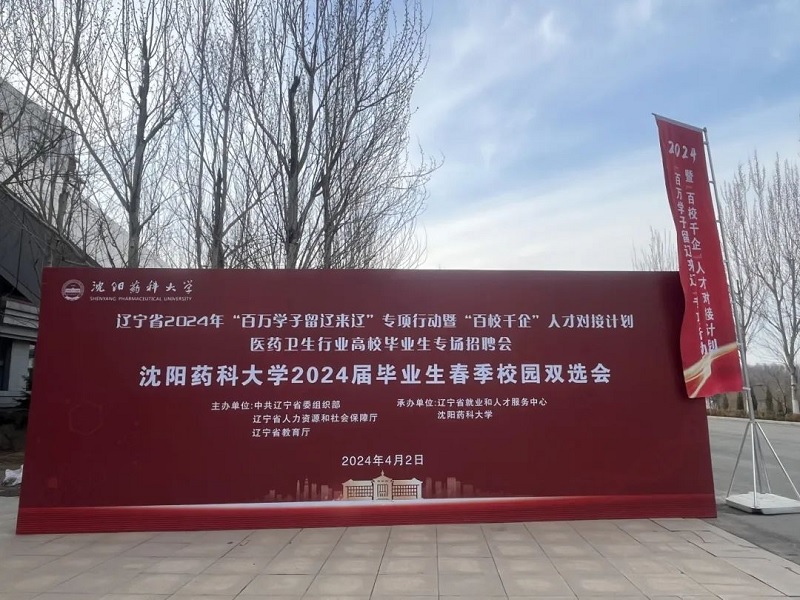 沈阳药科大学
SHENYANG PHARMACEUTICAL UNIVERSITY
辽宁省2024年“百万学子留辽来辽”专项行动暨“百校千企”人才对接计划
医药卫生行业高校毕业生专场招聘会
沈阳药科大学2024届毕业生春季校园双选会
主办单位:中共辽宁省委组织部
辽宁省人力资源和社会保障厅
辽宁省教育厅
承办单位:辽宁省就业和人才服务中心
沈阳药科大学
2024年4月2日
2024
“百万学子留辽来辽”
暨“百校千企”人才对接计划